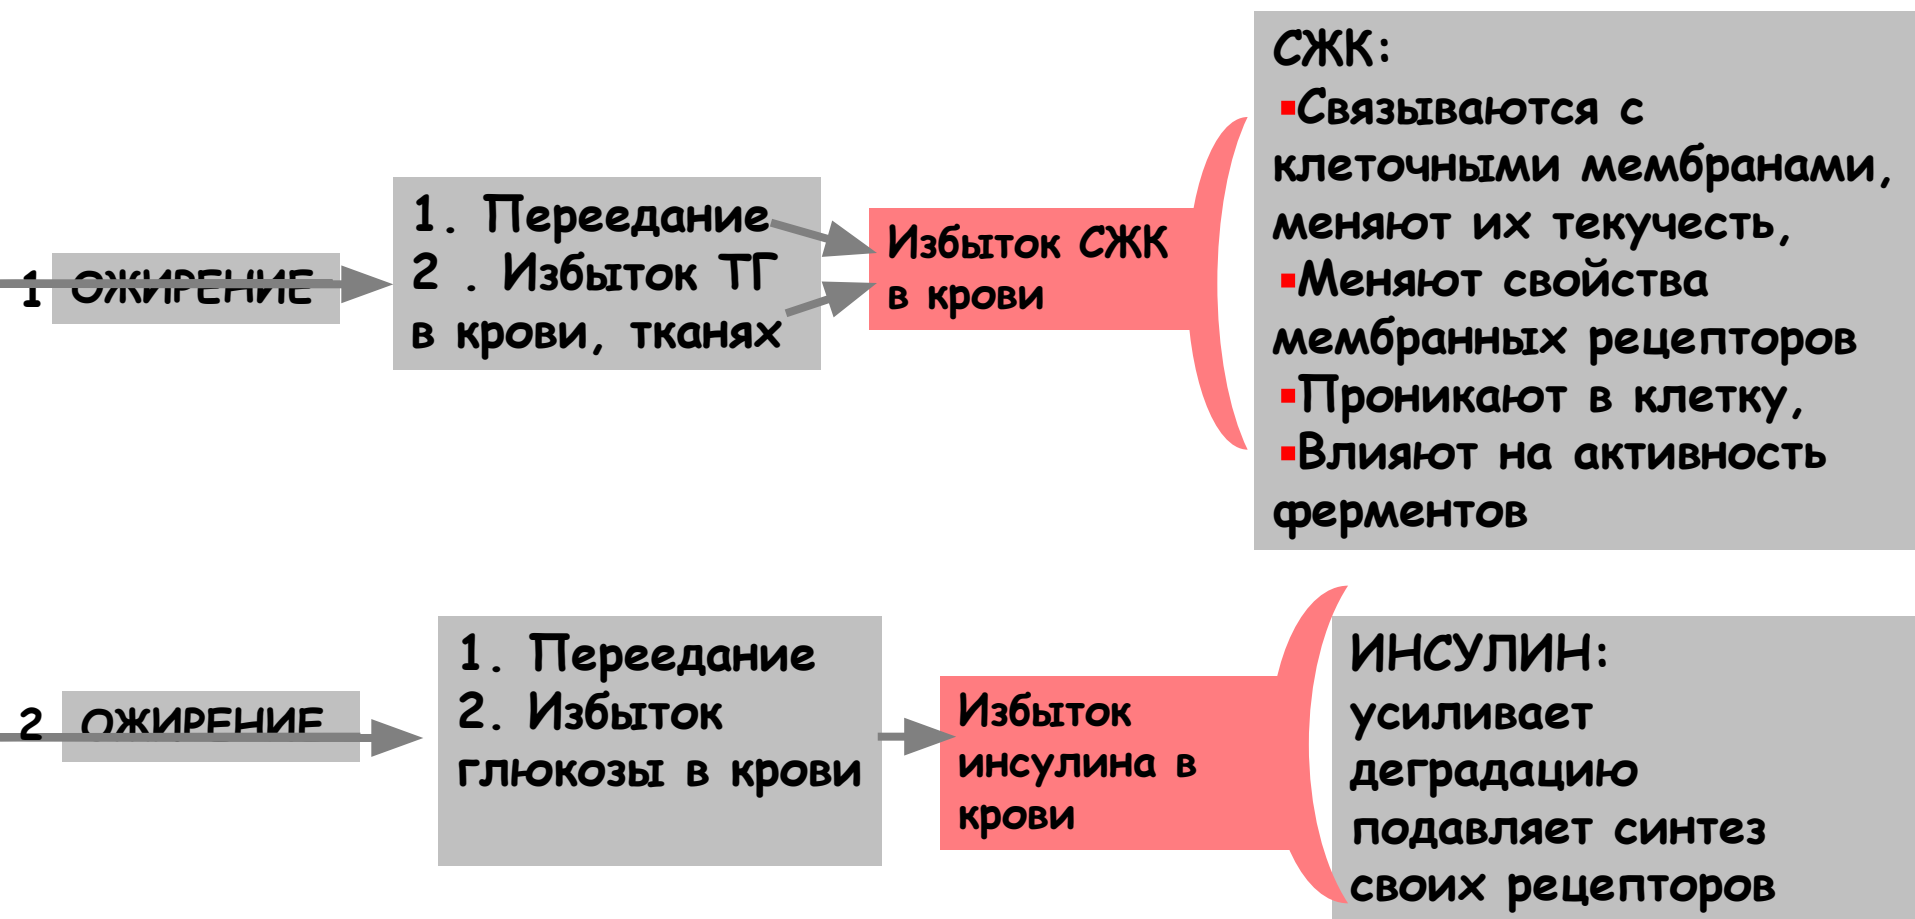 1 ОЖИРЕНИЕ
1. Переедание
2 . Избыток ТГ
в крови, тканях
Избыток СЖК
в крови
СЖК:
▪Связываются с
клеточными мембранами,
меняют их текучесть,
▪Меняют свойства
мембранных рецепторов
▪Проникают в клетку,
▪Влияют на активность
ферментов
2 ОЖИРЕНИЕ
1. Переедание
2. Избыток
глюкозы в крови
Избыток
инсулина в
крови
ИНСУЛИН:
усиливает
деградацию
подавляет синтез
своих рецепторов